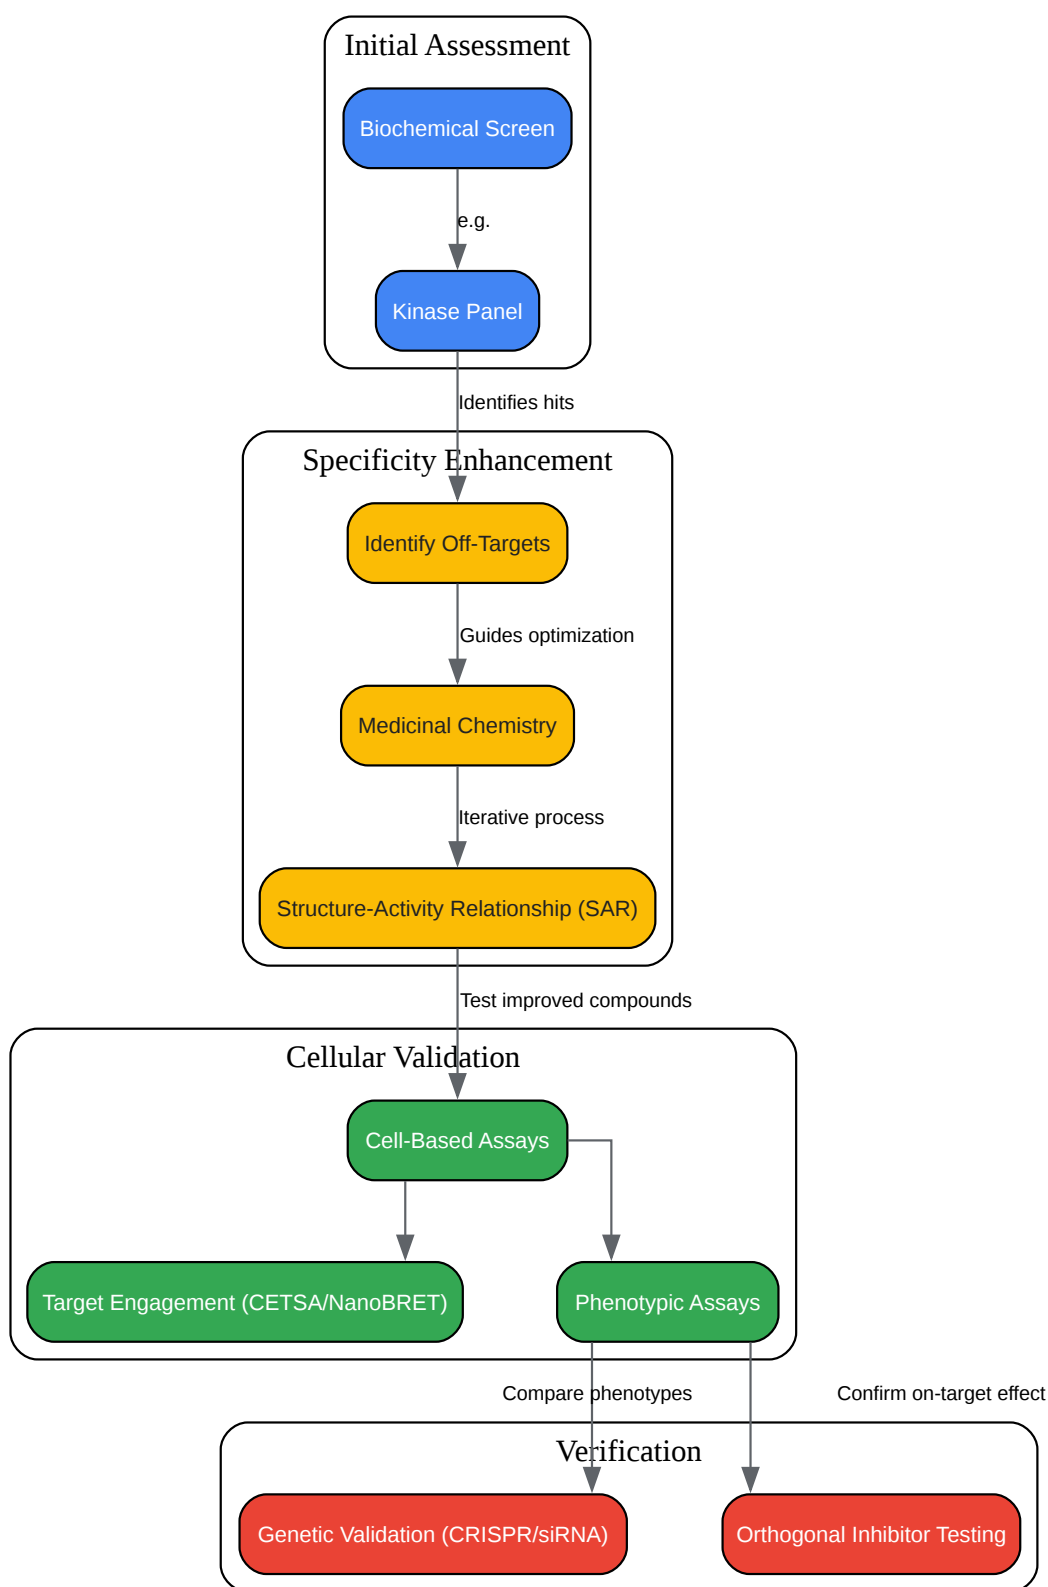 Initial Assessment
Biochemical Screen
e.g.
Kinase Panel
Identifies hits
Specificity Enhancement
Identify Off-Targets
Guides optimization
Medicinal Chemistry
Iterative process
Structure-Activity Relationship (SAR)
Test improved compounds
Cellular Validation
Cell-Based Assays
Target Engagement (CETSA/NanoBRET)
Phenotypic Assays
Compare phenotypes
Confirm on-target effect
Verification
Genetic Validation (CRISPR/siRNA)
Orthogonal Inhibitor Testing